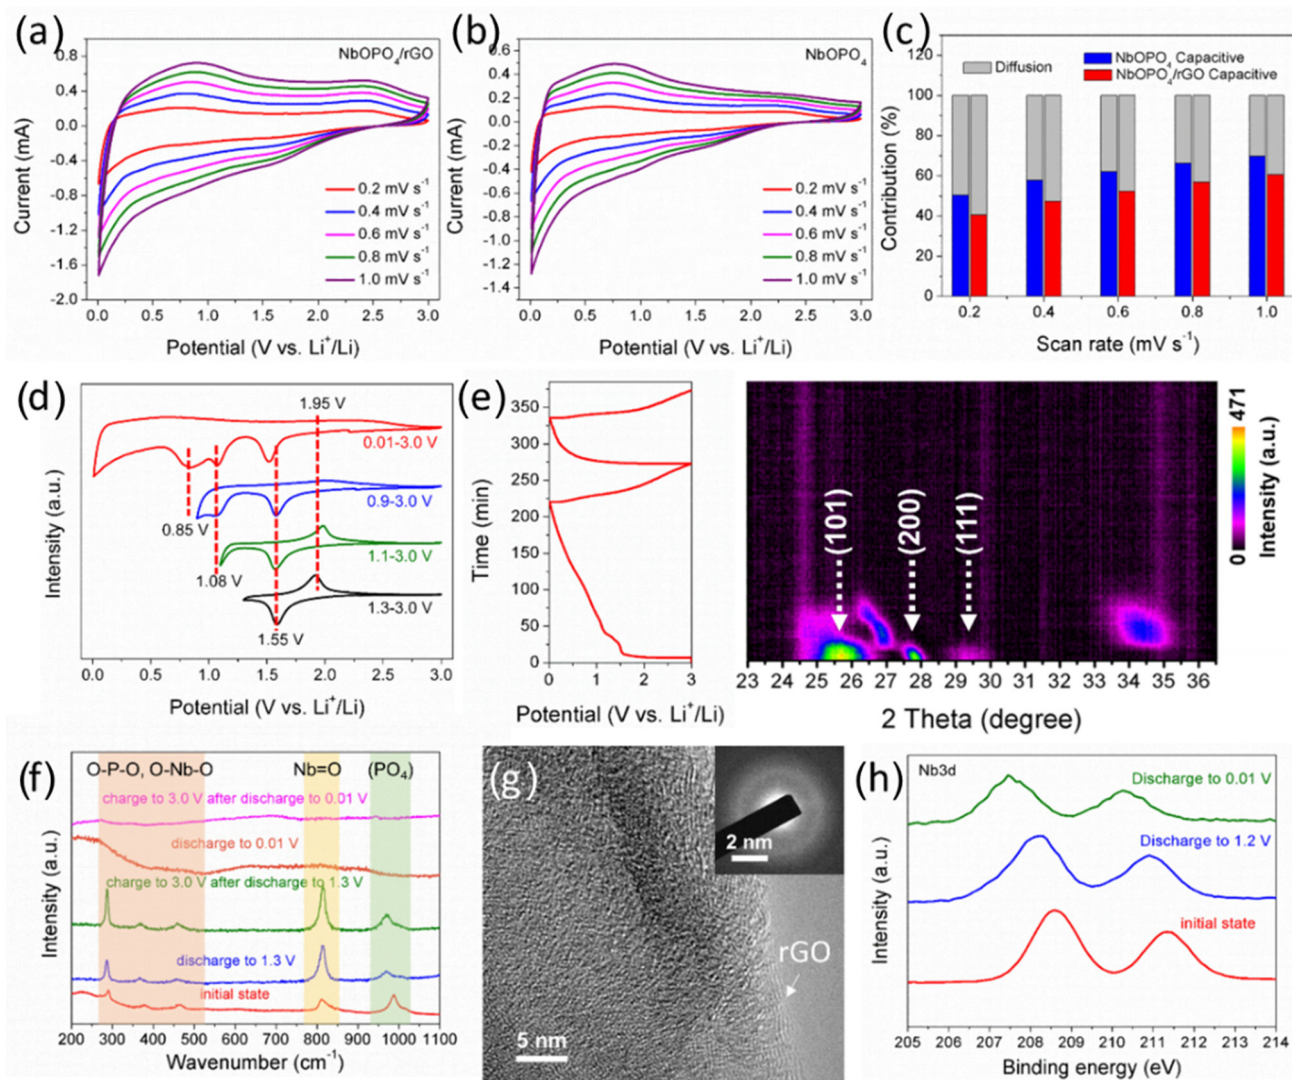 (a)
NbOPO4/rGO
0.8
0.4
0.0
-0.4
-0.8
-1.2
-1.6
-2.0
Current (mA)
0.2 mV s-1
0.4 mV s-1
0.6 mV s-1
0.8 mV s-1
1.0 mV s-1
0.0 0.5 1.0 1.5 2.0 2.5 3.0
Potential (V vs. Li+/Li)
(b)
NbOPO4
0.6
0.4
0.2
0.0
-0.2
-0.4
-0.6
-0.8
-1.0
-1.2
-1.4
Current (mA)
0.2 mV s-1
0.4 mV s-1
0.6 mV s-1
0.8 mV s-1
1.0 mV s-1
0.0 0.5 1.0 1.5 2.0 2.5 3.0
Potential (V vs. Li+/Li)
(c)
Diffusion
NbOPO4 Capacitive
NbOPO4/rGO Capacitive
120
100
80
60
40
20
0
Contribution (%)
0.2 0.4 0.6 0.8 1.0
Scan rate (mV s-1)
(d)
1.95 V
0.01-3.0 V
0.9-3.0 V
0.85 V
1.1-3.0 V
1.08 V
1.3-3.0 V
1.55 V
Intensity (a.u.)
0.0 0.5 1.0 1.5 2.0 2.5 3.0
Potential (V vs. Li+/Li)
(e)
350
300
250
200
150
100
50
0
Time (min)
0 1 2 3
Potential (V vs. Li+/Li)
(101)
(200)
(111)
23 24 25 26 27 28 29 30 31 32 33 34 35 36
2 Theta (degree)
0 471
Intensity (a.u.)
(f)
O-P-O, O-Nb-O Nb=O (PO4)
charge to 3.0 V after discharge to 0.01 V
discharge to 0.01 V
charge to 3.0 V after discharge to 1.3 V
discharge to 1.3 V
initial state
Intensity (a.u.)
200 300 400 500 600 700 800 900 1000 1100
Wavenumber (cm-1)
(g)
2 nm
rGO
5 nm
(h)
Nb3d
Discharge to 0.01 V
Discharge to 1.2 V
initial state
Intensity (a.u.)
205 206 207 208 209 210 211 212 213 214
Binding energy (eV)